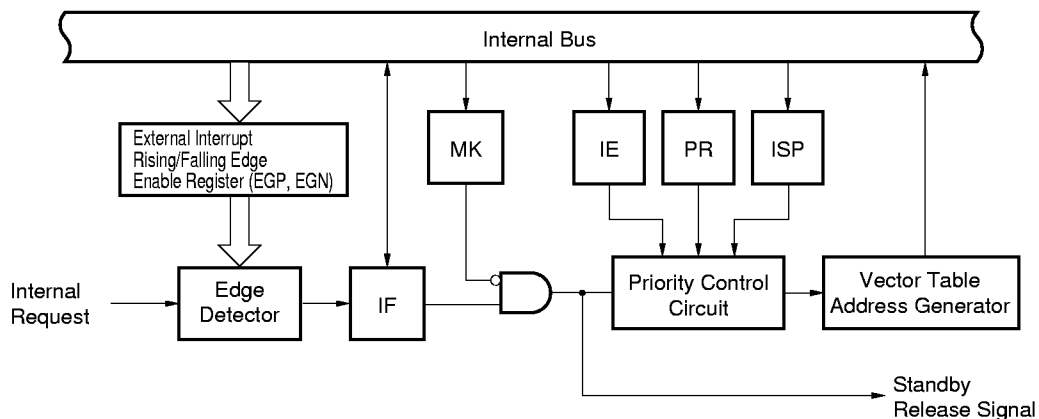 Internal Bus
External Interrupt
Rising/Falling Edge
Enable Register (EGP, EGN)
MK
IE
PR
ISP
Internal
Request
Edge
Detector
IF
Priority Control
Circuit
Vector Table
Address Generator
Standby
Release Signal